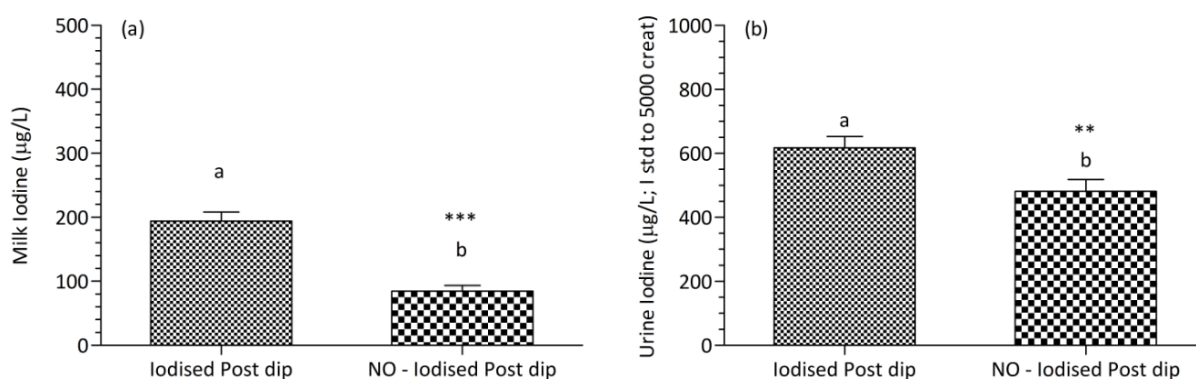 (a)
Milk Iodine (µg/L)
500
400
300
200
100
0
a
***
b
Iodised Post dip
NO - Iodised Post dip
(b)
Urine Iodine (µg/L; I std to 5000 creat)
1000
800
600
400
200
0
a
**
b
Iodised Post dip
NO - Iodised Post dip